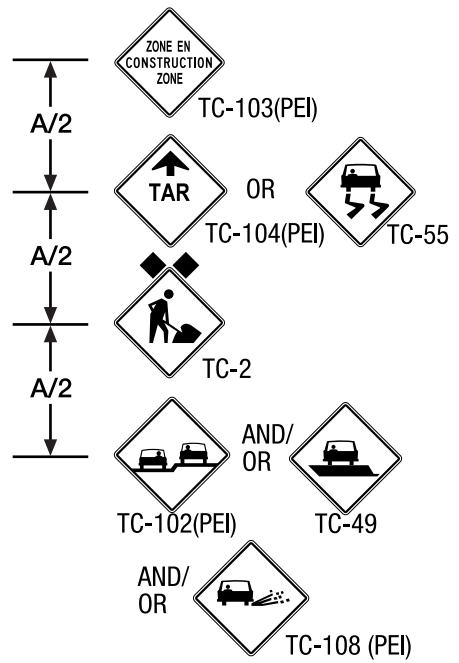 ZONE EN
CONSTRUCTION
ZONE
TC-103(PEI)
A/2
TAR
OR
TC-104(PEI)
TC-55
A/2
TC-2
A/2
AND/
OR
TC-102(PEI)
TC-49
AND/
OR
TC-108 (PEI)